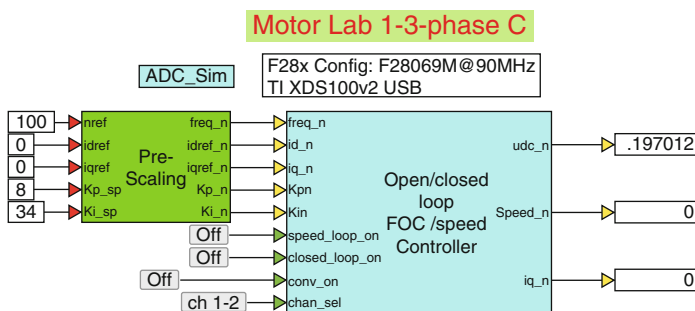 Motor Lab 1-3-phase C
ADC_Sim
F28x Config: F28069M@90MHz
TI XDS100v2 USB
100
0
0
8
34
nref
idref
iqref
Kp_sp
Ki_sp
Pre-
Scaling
freq_n
idref_n
iqref_n
Kp_n
Ki_n
Off
Off
Off
ch 1-2
freq_n
id_n
iq_n
Kpn
Kin
speed_loop_on
closed_loop_on
conv_on
chan_sel
Open/closed
loop
FOC /speed
Controller
udc_n
Speed_n
iq_n
.197012
0
0